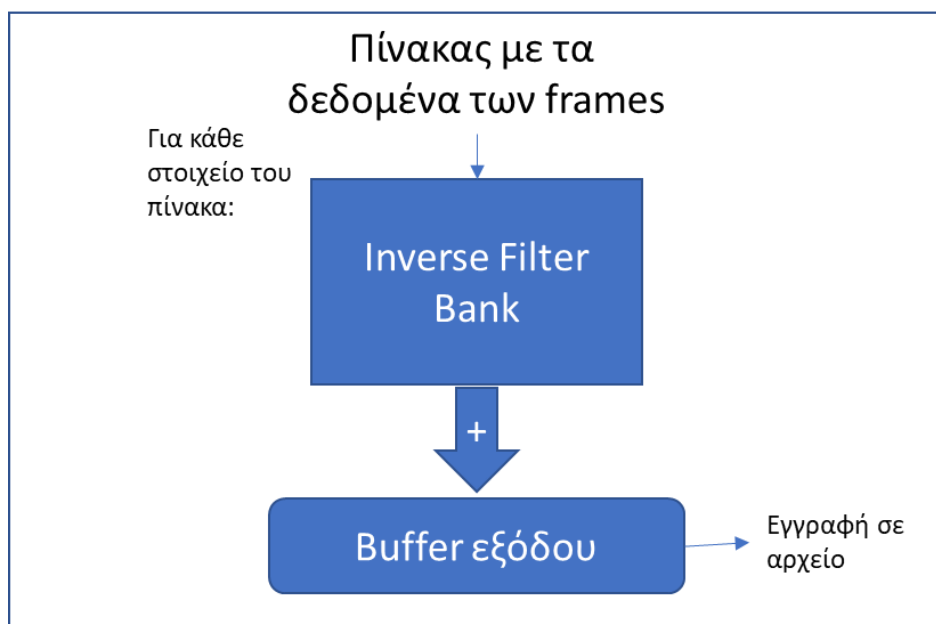 Πίνακας με τα
δεδομένα των frames
Για κάθε
στοιχείο του
πίνακα:
Inverse Filter
Bank
+
Buffer εξόδου
Εγγραφή σε
αρχείο